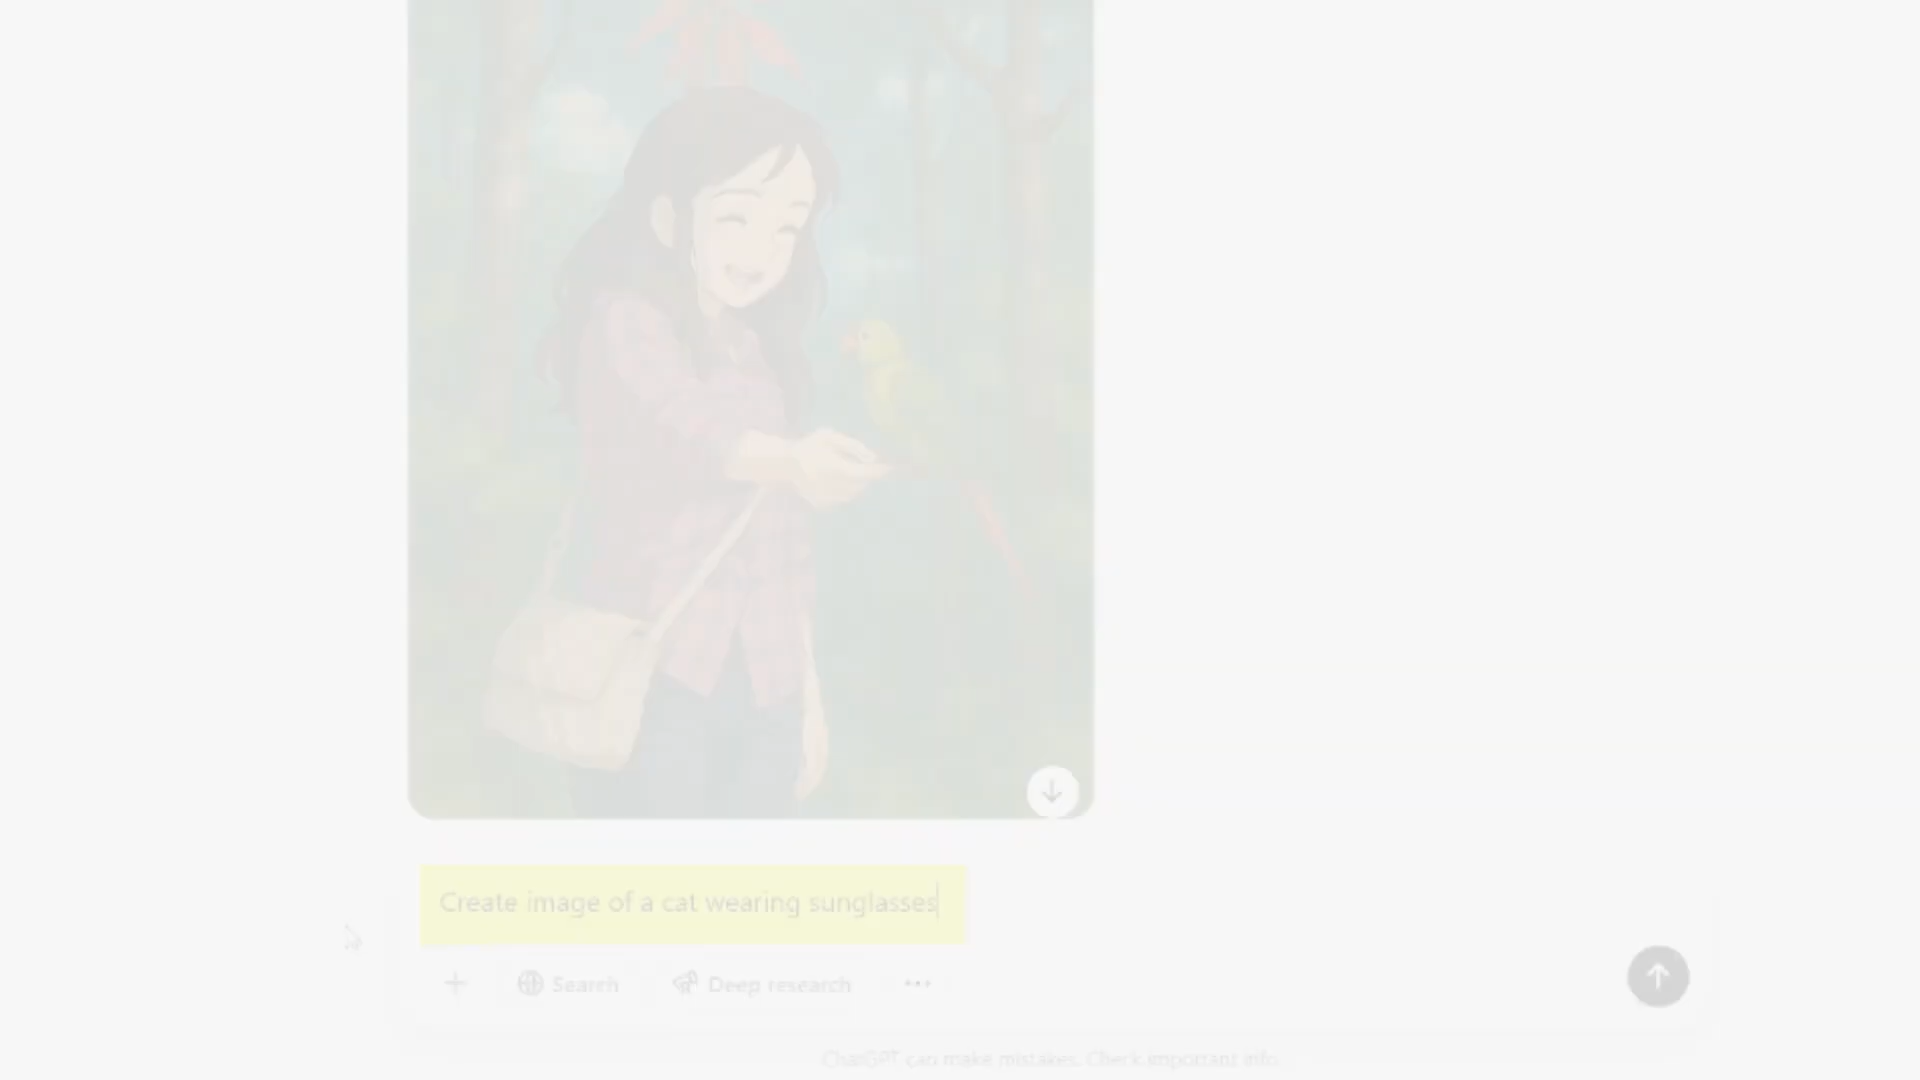 Create image of a cat wearing sunglasses
Search
Deep research
ChatGPT can make mistakes. Check important info.